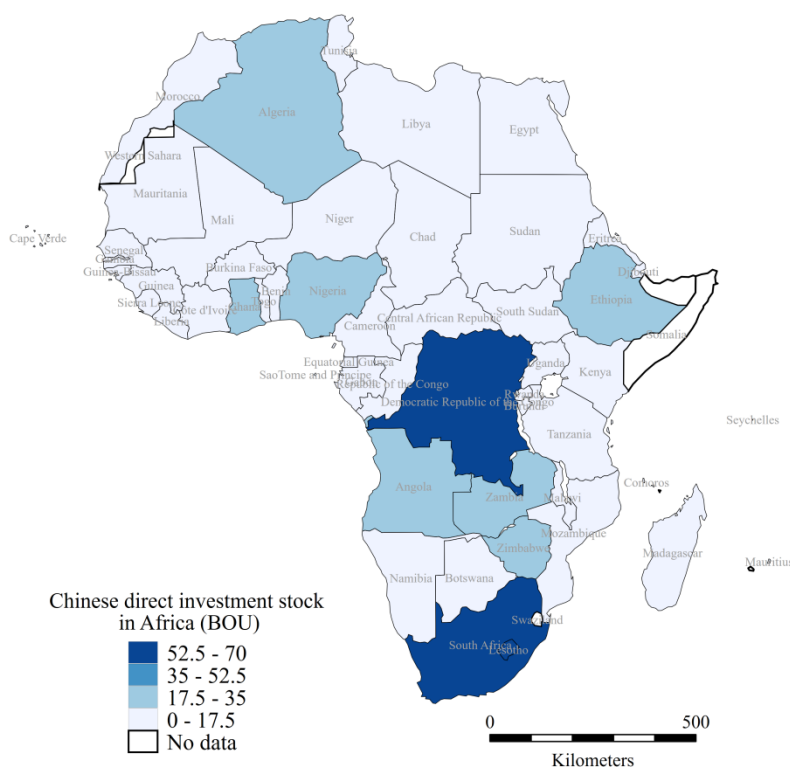 Tunisia
Morocco
Algeria
Libya
Egypt
Western Sahara
Mauritania
Mali
Niger
Chad
Sudan
Eritrea
Cape Verde
Senegal
Gambia
Guinea-Bissau
Guinea
Sierra Leone
Liberia
Côte d'Ivoire
Burkina Faso
Ghana
Togo
Benin
Nigeria
Djibouti
Ethiopia
Somalia
Cameroon
Central African Republic
South Sudan
Equatorial Guinea
SaoTome and Principe
Gabon
Republic of the Congo
Democratic Republic of the Congo
Uganda
Kenya
Rwanda
Burundi
Tanzania
Seychelles
Angola
Zambia
Malawi
Comoros
Mozambique
Zimbabwe
Madagascar
Mauritius
Namibia
Botswana
Swaziland
South Africa
Lesotho
Chinese direct investment stock
in Africa (BOU)
52.5 - 70
35 - 52.5
17.5 - 35
0 - 17.5
No data
0 500
Kilometers